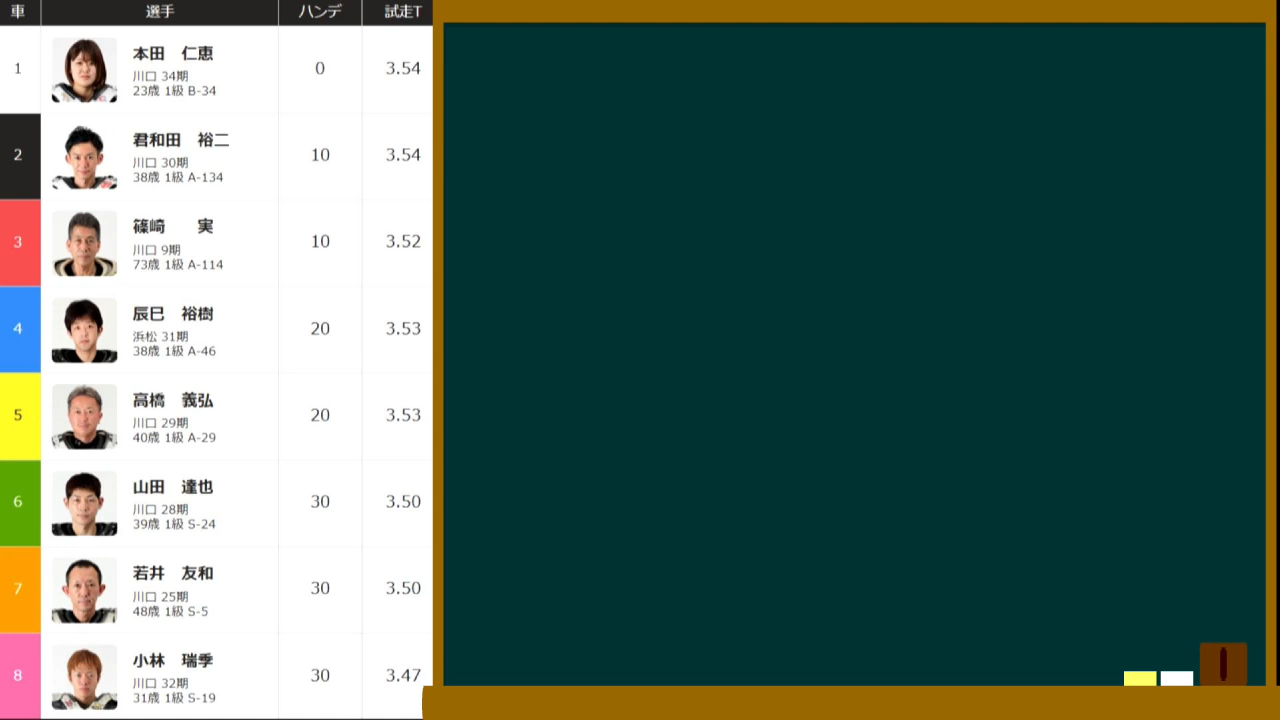 車 選手 ハンデ 試走T
1 本田 仁恵 0 3.54
川口 34期
23歳 1級 B-34
2 君和田 裕二 10 3.54
川口 30期
38歳 1級 A-134
3 篠崎 実 10 3.52
川口 9期
73歳 1級 A-114
4 辰巳 裕樹 20 3.53
浜松 31期
38歳 1級 A-46
5 高橋 義弘 20 3.53
川口 29期
40歳 1級 A-29
6 山田 達也 30 3.50
川口 28期
39歳 1級 S-24
7 若井 友和 30 3.50
川口 25期
48歳 1級 S-5
8 小林 瑞季 30 3.47
川口 32期
31歳 1級 S-19